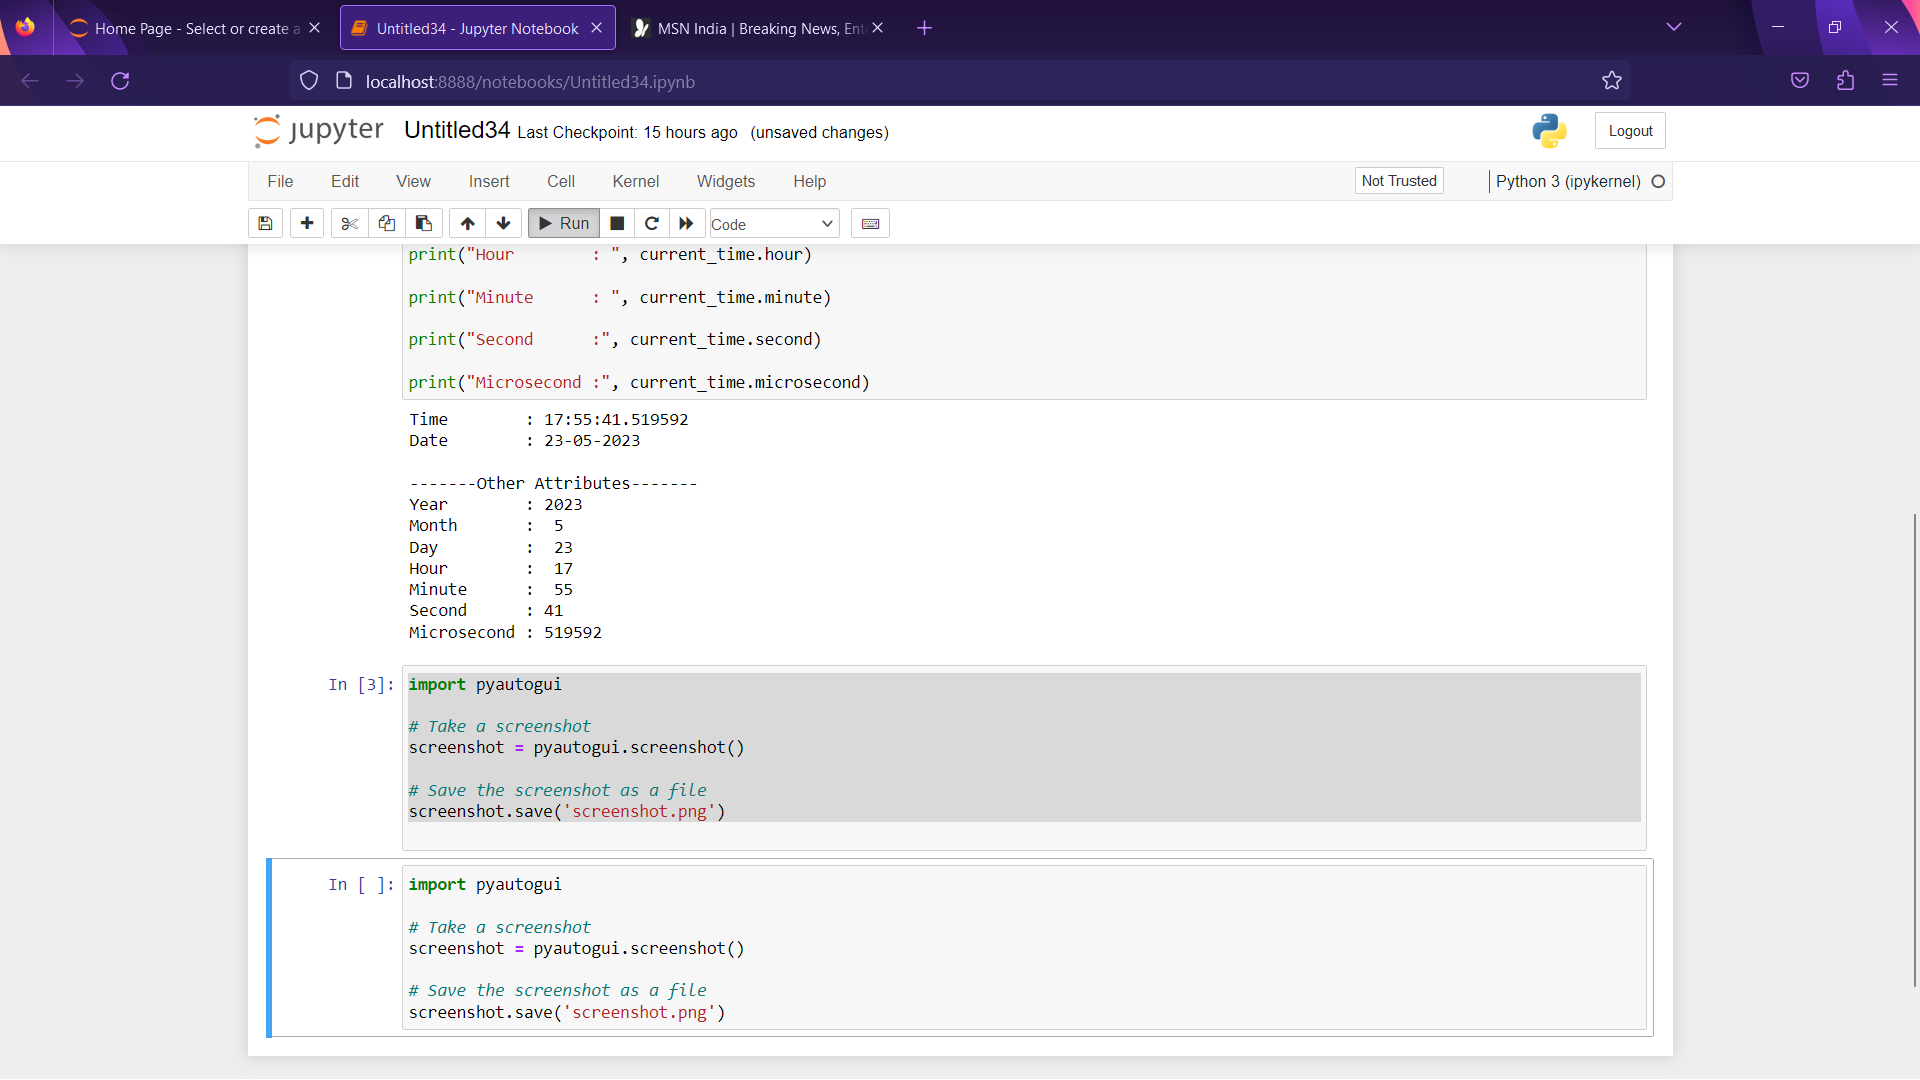 Home Page - Select or create a
Untitled34 - Jupyter Notebook
MSN India | Breaking News, Ent
localhost:8888/notebooks/Untitled34.ipynb
jupyter Untitled34 Last Checkpoint: 15 hours ago (unsaved changes)
Logout
File Edit View Insert Cell Kernel Widgets Help
Not Trusted
Python 3 (ipykernel)
Run
Code
print("Hour        : ", current_time.hour)
print("Minute      : ", current_time.minute)
print("Second      :", current_time.second)
print("Microsecond :", current_time.microsecond)
Time        : 17:55:41.519592
Date        : 23-05-2023
-------Other Attributes-------
Year        : 2023
Month       :  5
Day         :  23
Hour        :  17
Minute      :  55
Second      : 41
Microsecond : 519592
In [3]: import pyautogui
# Take a screenshot
screenshot = pyautogui.screenshot()
# Save the screenshot as a file
screenshot.save('screenshot.png')
In [ ]: import pyautogui
# Take a screenshot
screenshot = pyautogui.screenshot()
# Save the screenshot as a file
screenshot.save('screenshot.png')